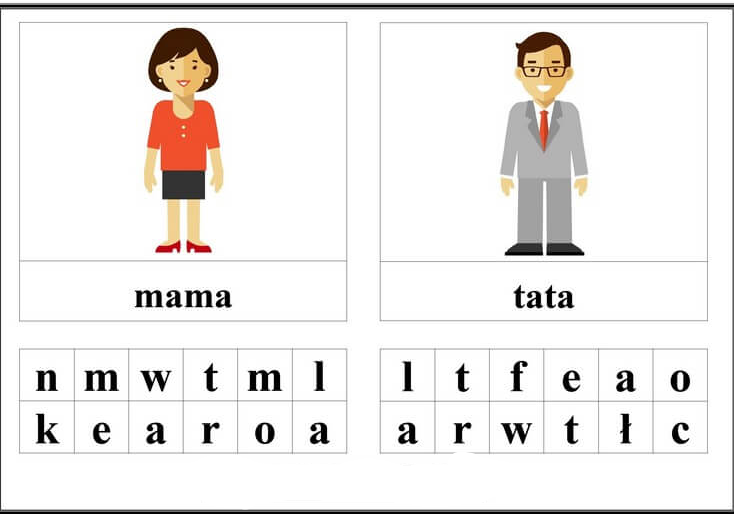 mama
tata
n m w t m l
k e a r o a
l t f e a o
a r w t ł c